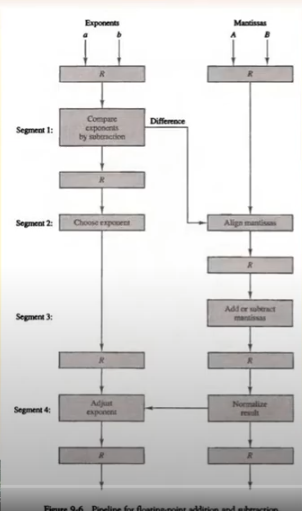 Exponents
Mantissas
a b
A B
R
R
Segment 1:
Compare
exponents
by subtraction
Difference
R
Segment 2:
Choose exponent
Align mantissas
R
Segment 3:
Add or subtract
mantissas
R
R
Segment 4:
Adjust
exponent
Normalize
result
R
R
Figure 9-6 Pipeline for floating-point addition and subtraction.